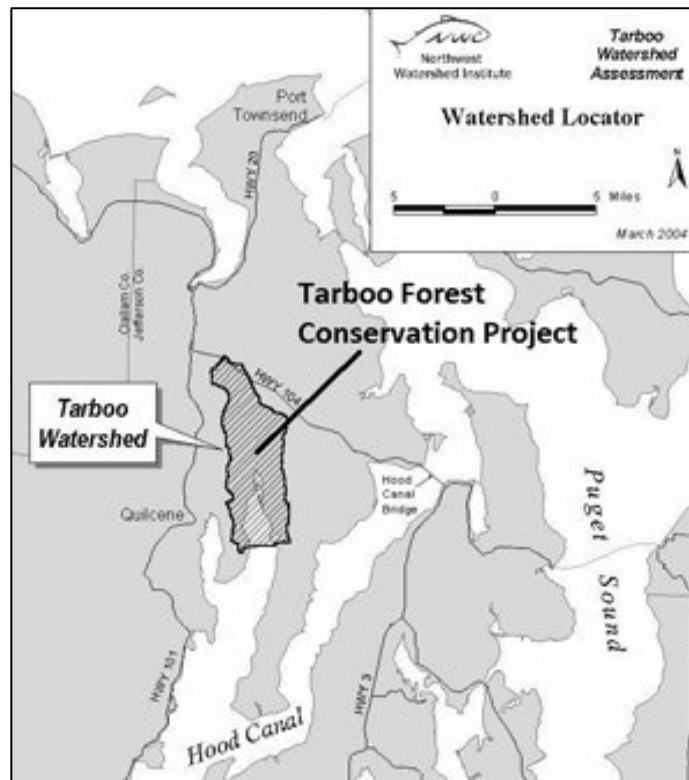 NWC
Northwest
Watershed Institute
Tarboo
Watershed
Assessment
Watershed Locator
N
5
0
5 Miles
March 2004
Port
Townsend
HWY 20
Clallam Co.
Jefferson Co.
Tarboo Forest
Conservation Project
HWY 104
Tarboo
Watershed
Hood
Canal
Bridge
Quilcene
Puget
Sound
HWY 101
HWY 3
Hood Canal